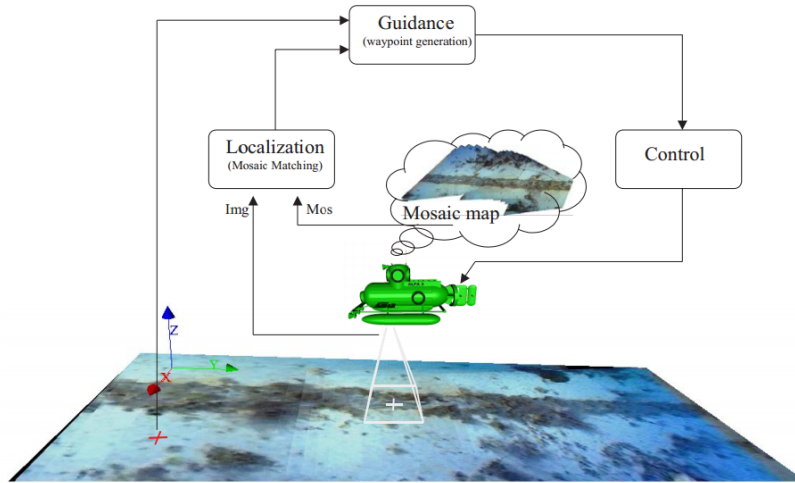 Guidance
(waypoint generation)
Localization
(Mosaic Matching)
Control
Mosaic map
Img
Mos
Z
Y
X